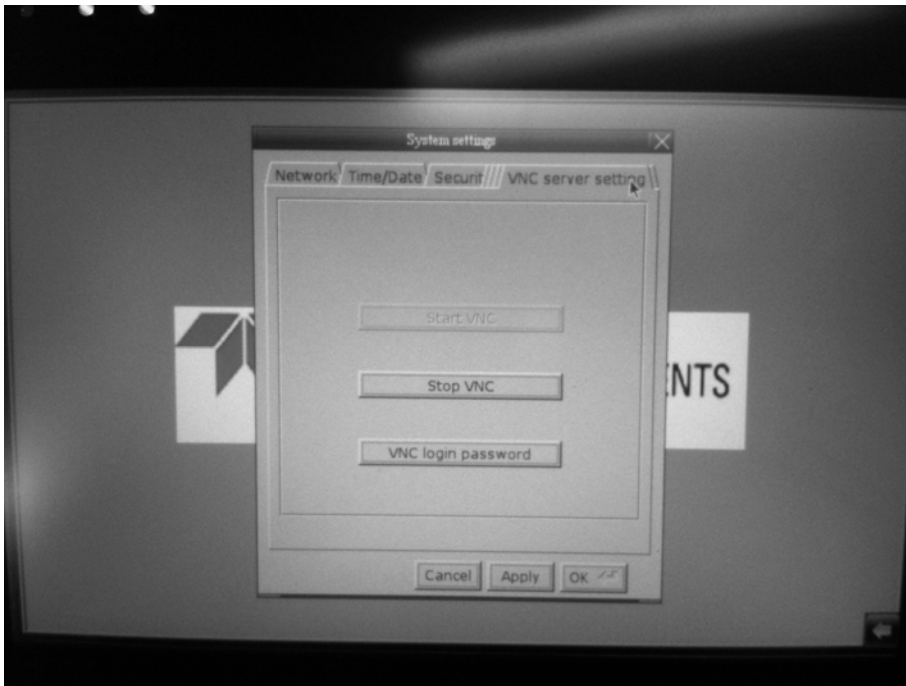 System settings
Network Time/Date Securit VNC server setting
Start VNC
Stop VNC
ENTS
VNC login password
Cancel Apply OK